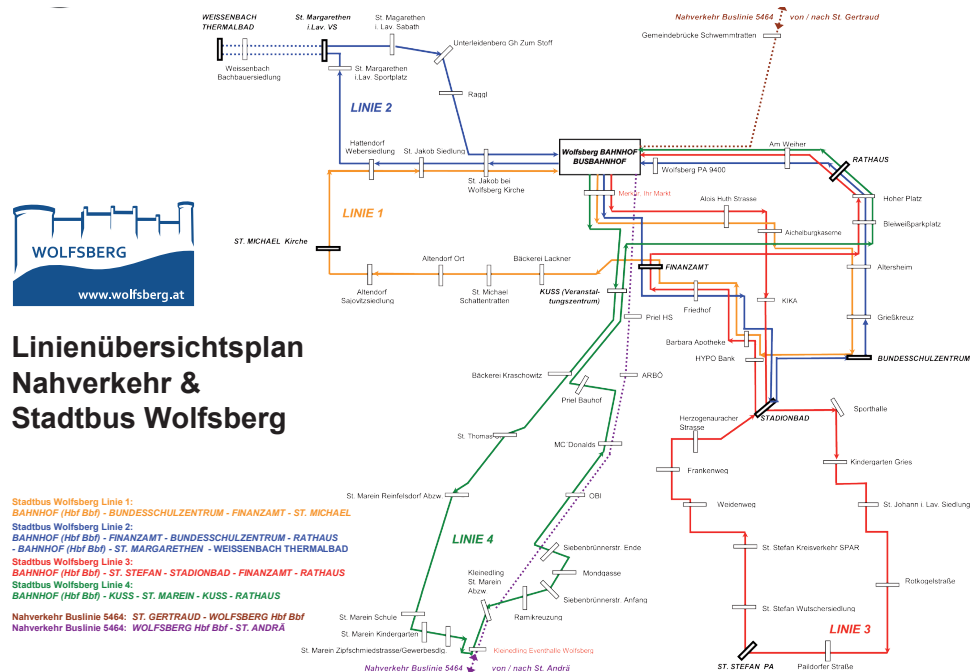 Nahverkehr Buslinie 5464 von / nach St. Gertraud
Gemeindebrücke Schwemmtratten
WEISSENBACH
THERMALBAD
St. Margarethen
i.Lav. VS
St. Magarethen
i. Lav. Sabath
Unterleidenberg Gh Zum Stoff
Weissenbach
Bachbauersiedlung
St. Margarethen
i.Lav. Sportplatz
Raggl
LINIE 2
Hattendorf
Webersiedlung
St. Jakob Siedlung
St. Jakob bei
Wolfsberg Kirche
Wolfsberg BAHNHOF
BUSBAHNHOF
Wolfsberg PA 9400
Am Weiher
RATHAUS
Hoher Platz
Bleiweißparkplatz
Merkur, Ihr Markt
Alois Huth Strasse
Aichelburgkaserne
LINIE 1
ST. MICHAEL Kirche
Altendorf
Sajovitzsiedlung
Altendorf Ort
St. Michael
Schattentratten
Bäckerei Lackner
KUSS (Veranstal-
tungszentrum)
FINANZAMT
Friedhof
KIKA
Altersheim
Grießkreuz
Priel HS
Barbara Apotheke
HYPO Bank
BUNDESSCHULZENTRUM
WOLFSBERG
www.wolfsberg.at
Linienübersichtsplan
Nahverkehr &
Stadtbus Wolfsberg
Bäckerei Kraschowitz
Priel Bauhof
ARBÖ
STADIONBAD
Sporthalle
Herzogenauracher
Strasse
St. Thomas
MC Donalds
Kindergarten Gries
Frankenweg
St. Marein Reinfelsdorf Abzw.
OBI
Weidenweg
St. Johann i. Lav. Siedlung
LINIE 4
Siebenbrünnerstr. Ende
St. Stefan Kreisverkehr SPAR
Kleinedling
St. Marein
Abzw
Mondgasse
Rotkogelstraße
Siebenbrünnerstr. Anfang
St. Stefan Wutschersiedlung
Ramikreuzung
St. Marein Schule
St. Marein Kindergarten
St. Marein Zipfschmiedstrasse/Gewerbesdlg.
Kleinedling Eventhalle Wolfsberg
LINIE 3
ST. STEFAN PA
Paildorfer Straße
Nahverkehr Buslinie 5464 von / nach St. Andrä
Stadtbus Wolfsberg Linie 1:
BAHNHOF (Hbf Bbf) - BUNDESSCHULZENTRUM - FINANZAMT - ST. MICHAEL
Stadtbus Wolfsberg Linie 2:
BAHNHOF (Hbf Bbf) - FINANZAMT - BUNDESSCHULZENTRUM - RATHAUS
- BAHNHOF (Hbf Bbf) - ST. MARGARETHEN - WEISSENBACH THERMALBAD
Stadtbus Wolfsberg Linie 3:
BAHNHOF (Hbf Bbf) - ST. STEFAN - STADIONBAD - FINANZAMT - RATHAUS
Stadtbus Wolfsberg Linie 4:
BAHNHOF (Hbf Bbf) - KUSS - ST. MAREIN - KUSS - RATHAUS
Nahverkehr Buslinie 5464: ST. GERTRAUD - WOLFSBERG Hbf Bbf
Nahverkehr Buslinie 5464: WOLFSBERG Hbf Bbf - ST. ANDRÄ